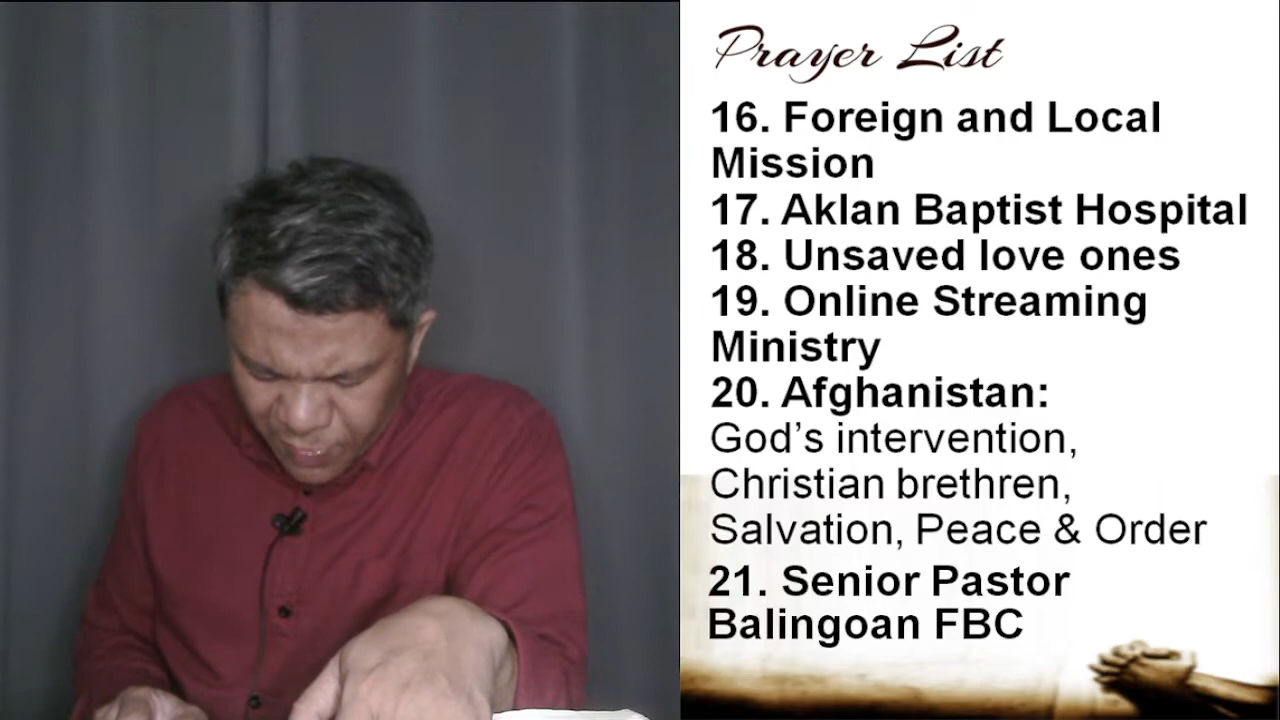 Prayer List
16. Foreign and Local
Mission
17. Aklan Baptist Hospital
18. Unsaved love ones
19. Online Streaming
Ministry
20. Afghanistan:
God’s intervention,
Christian brethren,
Salvation, Peace & Order
21. Senior Pastor
Balingoan FBC